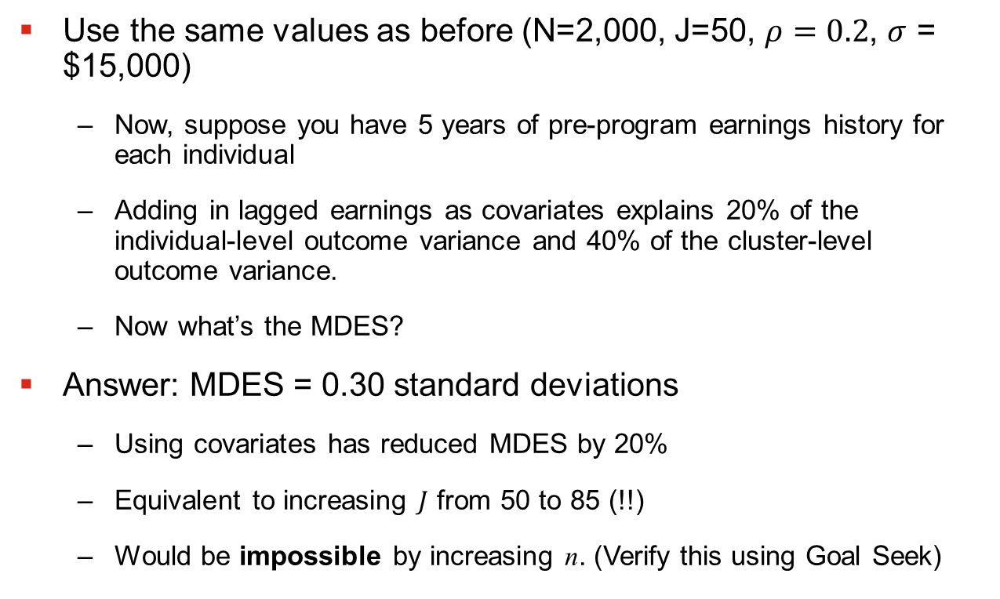 ▪ Use the same values as before (N=2,000, J=50, 𝜌 = 0.2, 𝜎 =
$15,000)
– Now, suppose you have 5 years of pre-program earnings history for
each individual
– Adding in lagged earnings as covariates explains 20% of the
individual-level outcome variance and 40% of the cluster-level
outcome variance.
– Now what’s the MDES?
▪ Answer: MDES = 0.30 standard deviations
– Using covariates has reduced MDES by 20%
– Equivalent to increasing 𝐽 from 50 to 85 (!!)
– Would be impossible by increasing 𝑛. (Verify this using Goal Seek)